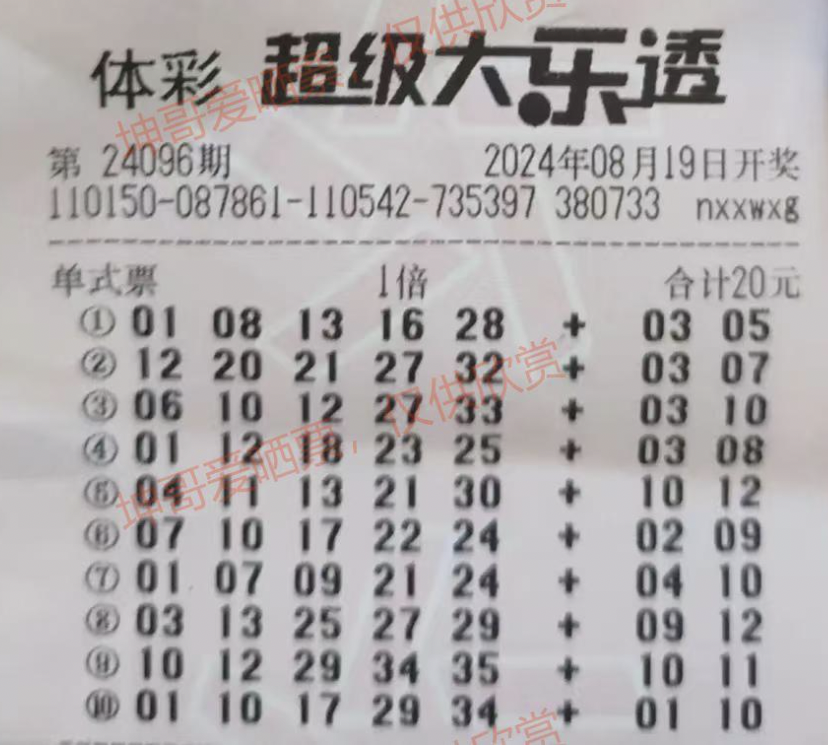 体彩 超级大乐透
第 24096期 2024年08月19日开奖
110150-087861-110542-735397 380733 nxxwxg
单式票 1倍 合计20元
① 01 08 13 16 28 + 03 05
② 12 20 21 27 32 + 03 07
③ 06 10 12 27 33 + 03 10
④ 01 12 18 23 25 + 03 08
⑤ 04 11 13 21 30 + 10 12
⑥ 07 10 17 22 24 + 02 09
⑦ 01 07 09 21 24 + 04 10
⑧ 03 13 25 27 29 + 09 12
⑨ 10 12 29 34 35 + 10 11
⑩ 01 10 17 29 34 + 01 10
坤哥爱晒票，仅供欣赏
坤哥爱晒票，仅供欣赏
仅供欣赏